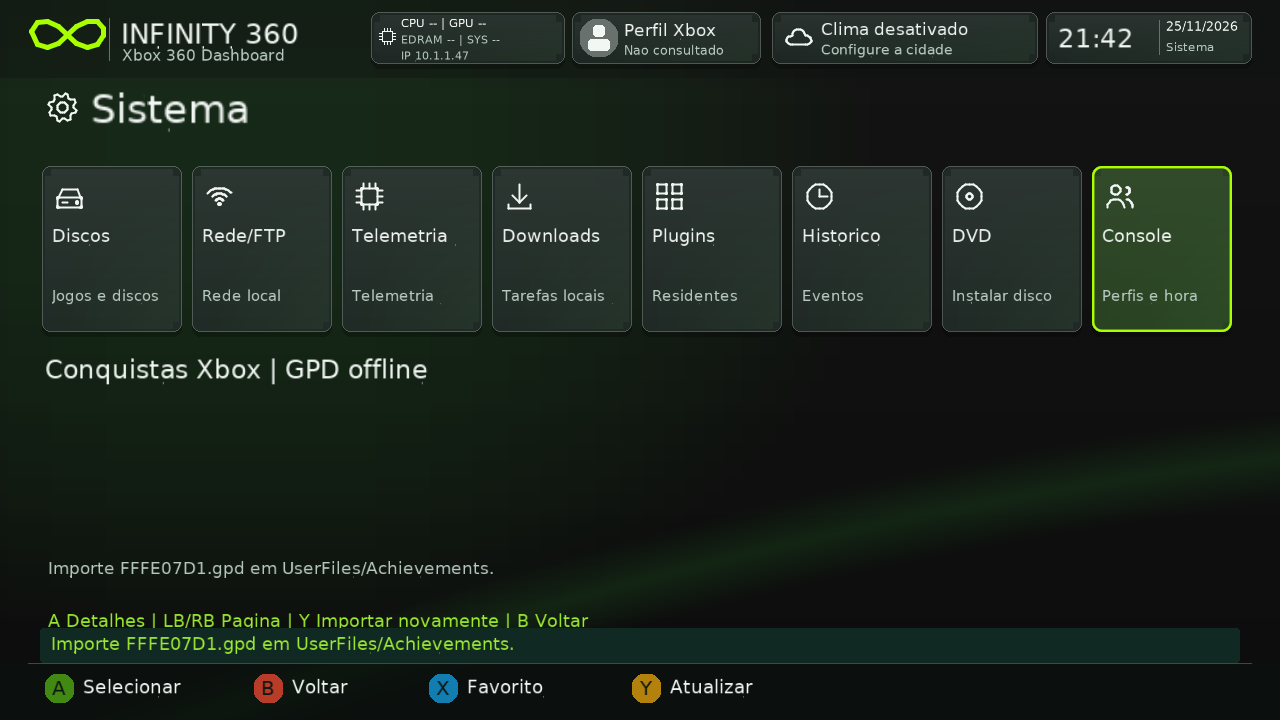 INFINITY 360
Xbox 360 Dashboard
CPU -- | GPU --
EDRAM -- | SYS --
IP 10.1.1.47
Perfil Xbox
Nao consultado
Clima desativado
Configure a cidade
21:42
25/11/2026
Sistema
Sistema
Discos
Jogos e discos
Rede/FTP
Rede local
Telemetria
Telemetria
Downloads
Tarefas locais
Plugins
Residentes
Historico
Eventos
DVD
Instalar disco
Console
Perfis e hora
Conquistas Xbox | GPD offline
Importe FFFE07D1.gpd em UserFiles/Achievements.
A Detalhes | LB/RB Pagina | Y Importar novamente | B Voltar
Importe FFFE07D1.gpd em UserFiles/Achievements.
A Selecionar
B Voltar
X Favorito
Y Atualizar